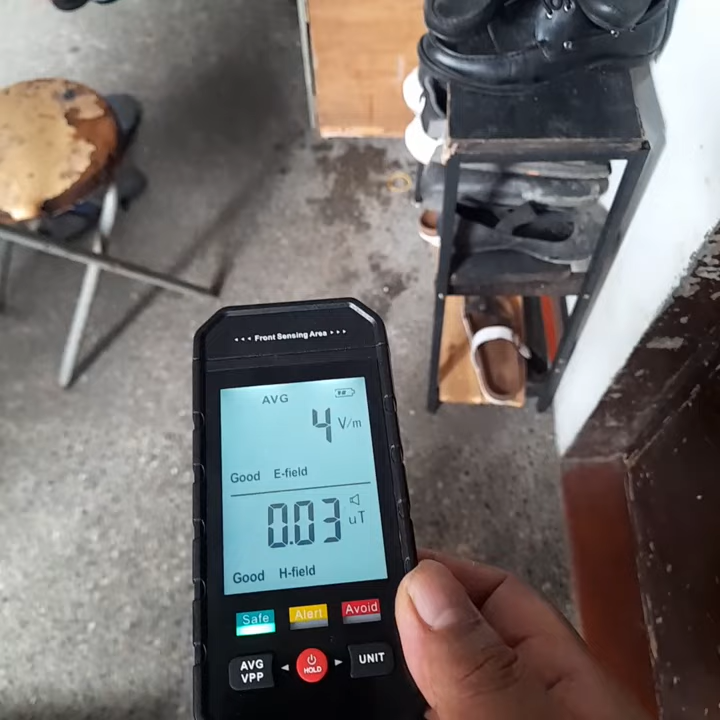 ◂ ◂ ◂ Front Sensing Area ▸ ▸ ▸
AVG
4 V/m
Good E-field
0.03 uT
Good H-field
Safe Alert Avoid
AVG VPP
HOLD
UNIT